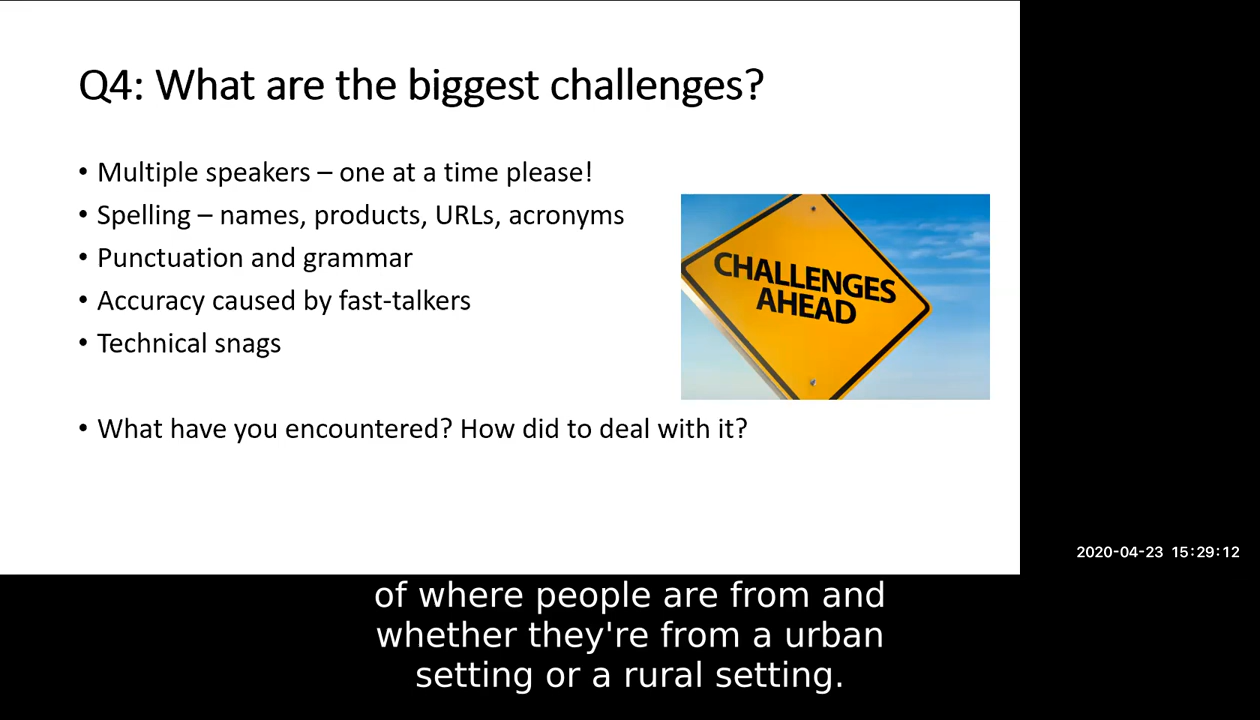 Q4: What are the biggest challenges?
• Multiple speakers – one at a time please!
• Spelling – names, products, URLs, acronyms
• Punctuation and grammar
• Accuracy caused by fast-talkers
• Technical snags
• What have you encountered? How did to deal with it?
CHALLENGES
AHEAD
2020-04-23 15:29:12
of where people are from and
whether they're from a urban
setting or a rural setting.